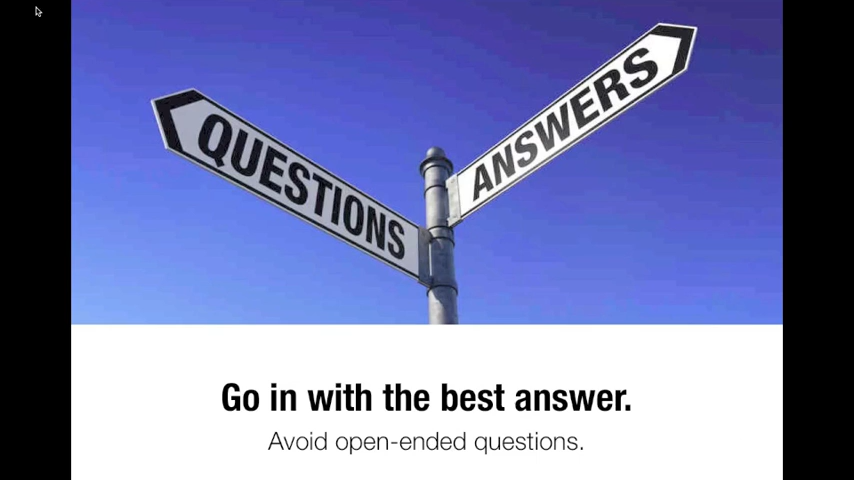 QUESTIONS
ANSWERS
Go in with the best answer.
Avoid open-ended questions.